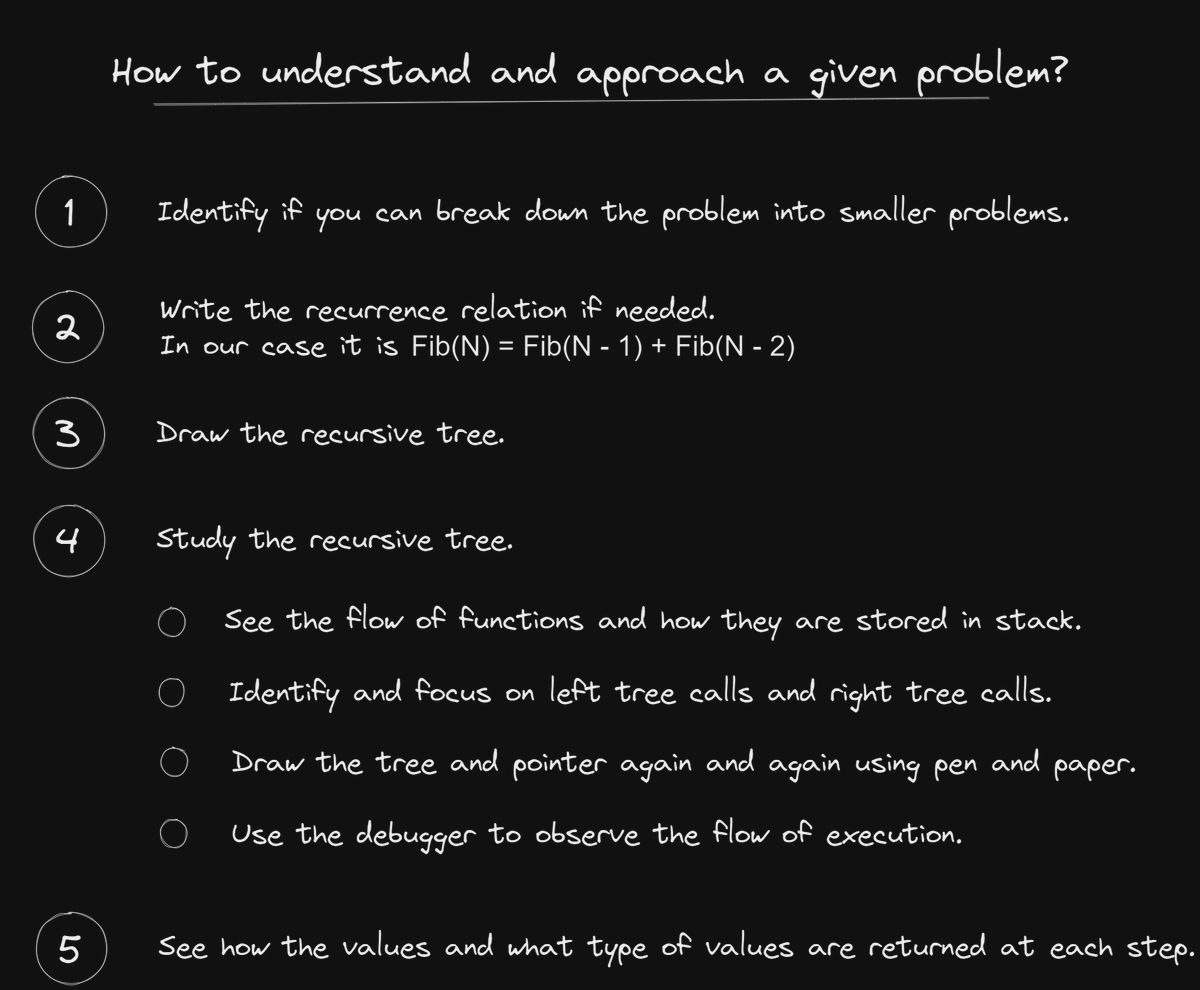 How to understand and approach a given problem?
1
Identify if you can break down the problem into smaller problems.
2
Write the recurrence relation if needed.
In our case it is Fib(N) = Fib(N - 1) + Fib(N - 2)
3
Draw the recursive tree.
4
Study the recursive tree.
See the flow of functions and how they are stored in stack.
Identify and focus on left tree calls and right tree calls.
Draw the tree and pointer again and again using pen and paper.
Use the debugger to observe the flow of execution.
5
See how the values and what type of values are returned at each step.